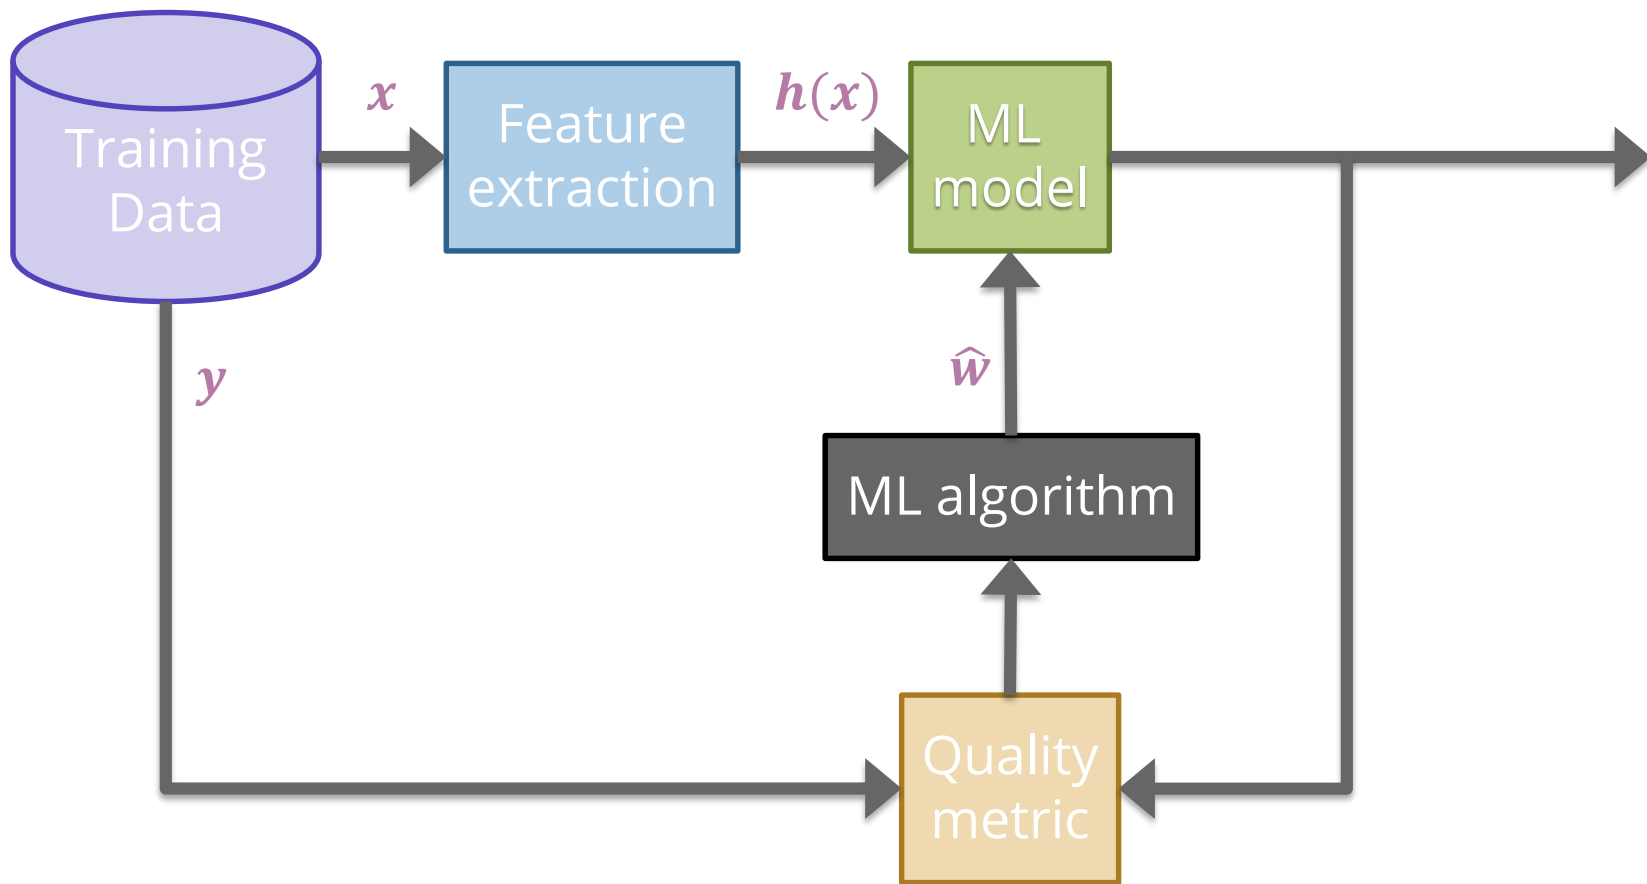 Training
Data
x
Feature
extraction
h(x)
ML
model
y
ŵ
ML algorithm
Quality
metric